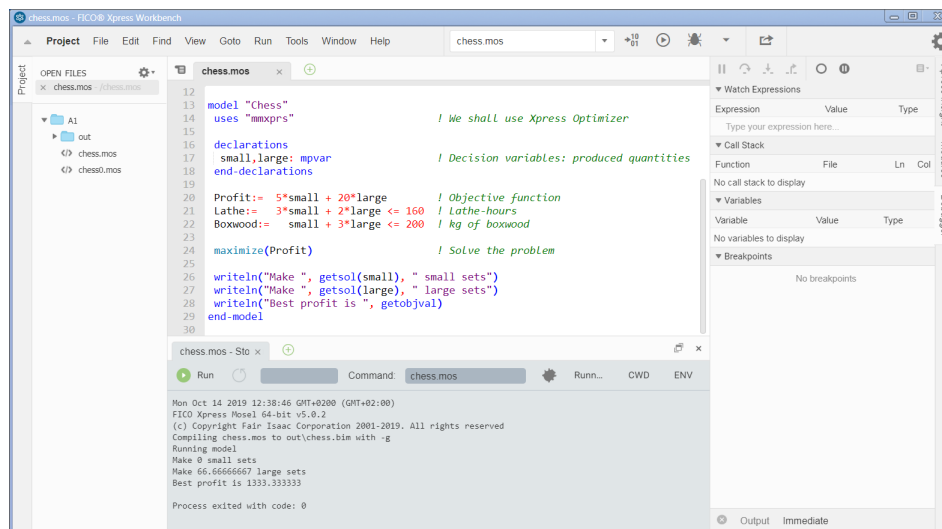 chess.mos - FICO® Xpress Workbench
Project File Edit Find View Goto Run Tools Window Help chess.mos
Project
OPEN FILES
chess.mos - /chess.mos
A1
out
chess.mos
chess0.mos
chess.mos
12
13 model "Chess"
14 uses "mmxprs" ! We shall use Xpress Optimizer
15
16 declarations
17 small,large: mpvar ! Decision variables: produced quantities
18 end-declarations
19
20 Profit:= 5*small + 20*large ! Objective function
21 Lathe:= 3*small + 2*large <= 160 ! Lathe-hours
22 Boxwood:= small + 3*large <= 200 ! kg of boxwood
23
24 maximize(Profit) ! Solve the problem
25
26 writeln("Make ", getsol(small), " small sets")
27 writeln("Make ", getsol(large), " large sets")
28 writeln("Best profit is ", getobjval)
29 end-model
30
chess.mos - Sto
Run Command: chess.mos Runn... CWD ENV
Mon Oct 14 2019 12:38:46 GMT+0200 (GMT+02:00)
FICO Xpress Mosel 64-bit v5.0.2
(c) Copyright Fair Isaac Corporation 2001-2019. All rights reserved
Compiling chess.mos to out\chess.bim with -g
Running model
Make 0 small sets
Make 66.66666667 large sets
Best profit is 1333.333333
Process exited with code: 0
Watch Expressions
Expression Value Type
Type your expression here...
Call Stack
Function File Ln Col
No call stack to display
Variables
Variable Value Type
No variables to display
Breakpoints
No breakpoints
Output Immediate